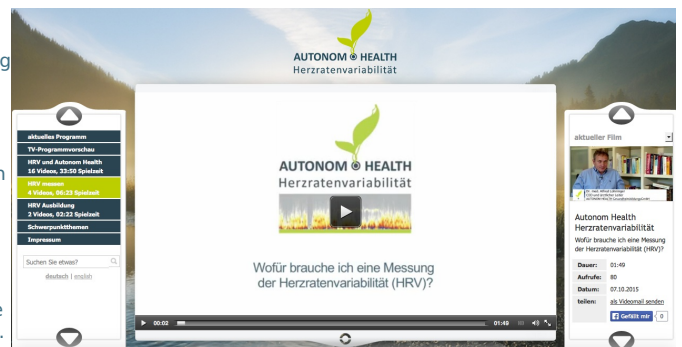 g
n
e
.
AUTONOM HEALTH
Herzratenvariabilität
aktuelles Programm
TV-Programmvorschau
HRV und Autonom Health
16 Videos, 33:50 Spielzeit
HRV messen
4 Videos, 06:22 Spielzeit
HRV Ausbildung
2 Videos, 02:22 Spielzeit
Schwerpunktthemen
Impressum
Suchen Sie etwas?
deutsch | english
AUTONOM HEALTH
Herzratenvariabilität
Wofür brauche ich eine Messung
der Herzratenvariabilität (HRV)?
00:02
01:49
aktueller Film
Autonom Health
Herzratenvariabilität
Wofür brauche ich eine Messung
der Herzratenvariabilität (HRV)?
Dauer: 01:49
Aufrufe: 80
Datum: 07.10.2015
teilen: als Videomail senden
Gefällt mir 0